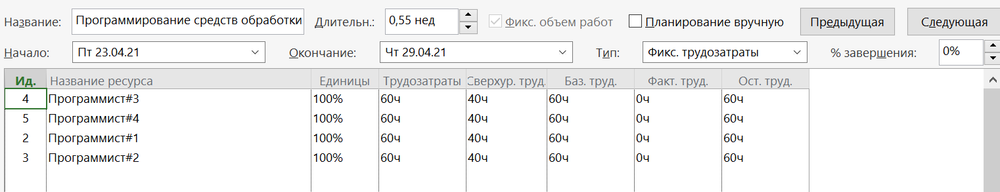 Название: Программирование средств обработки Длительн.: 0,55 нед Фикс. объем работ Планирование вручную Предыдущая Следующая
Начало: Пт 23.04.21 Окончание: Чт 29.04.21 Тип: Фикс. трудозатраты % завершения: 0%
Ид. Название ресурса Единицы Трудозатраты Сверхур. труд. Баз. труд. Факт. труд. Ост. труд.
4 Программист#3 100% 60ч 40ч 60ч 0ч 60ч
5 Программист#4 100% 60ч 40ч 60ч 0ч 60ч
2 Программист#1 100% 60ч 40ч 60ч 0ч 60ч
3 Программист#2 100% 60ч 40ч 60ч 0ч 60ч